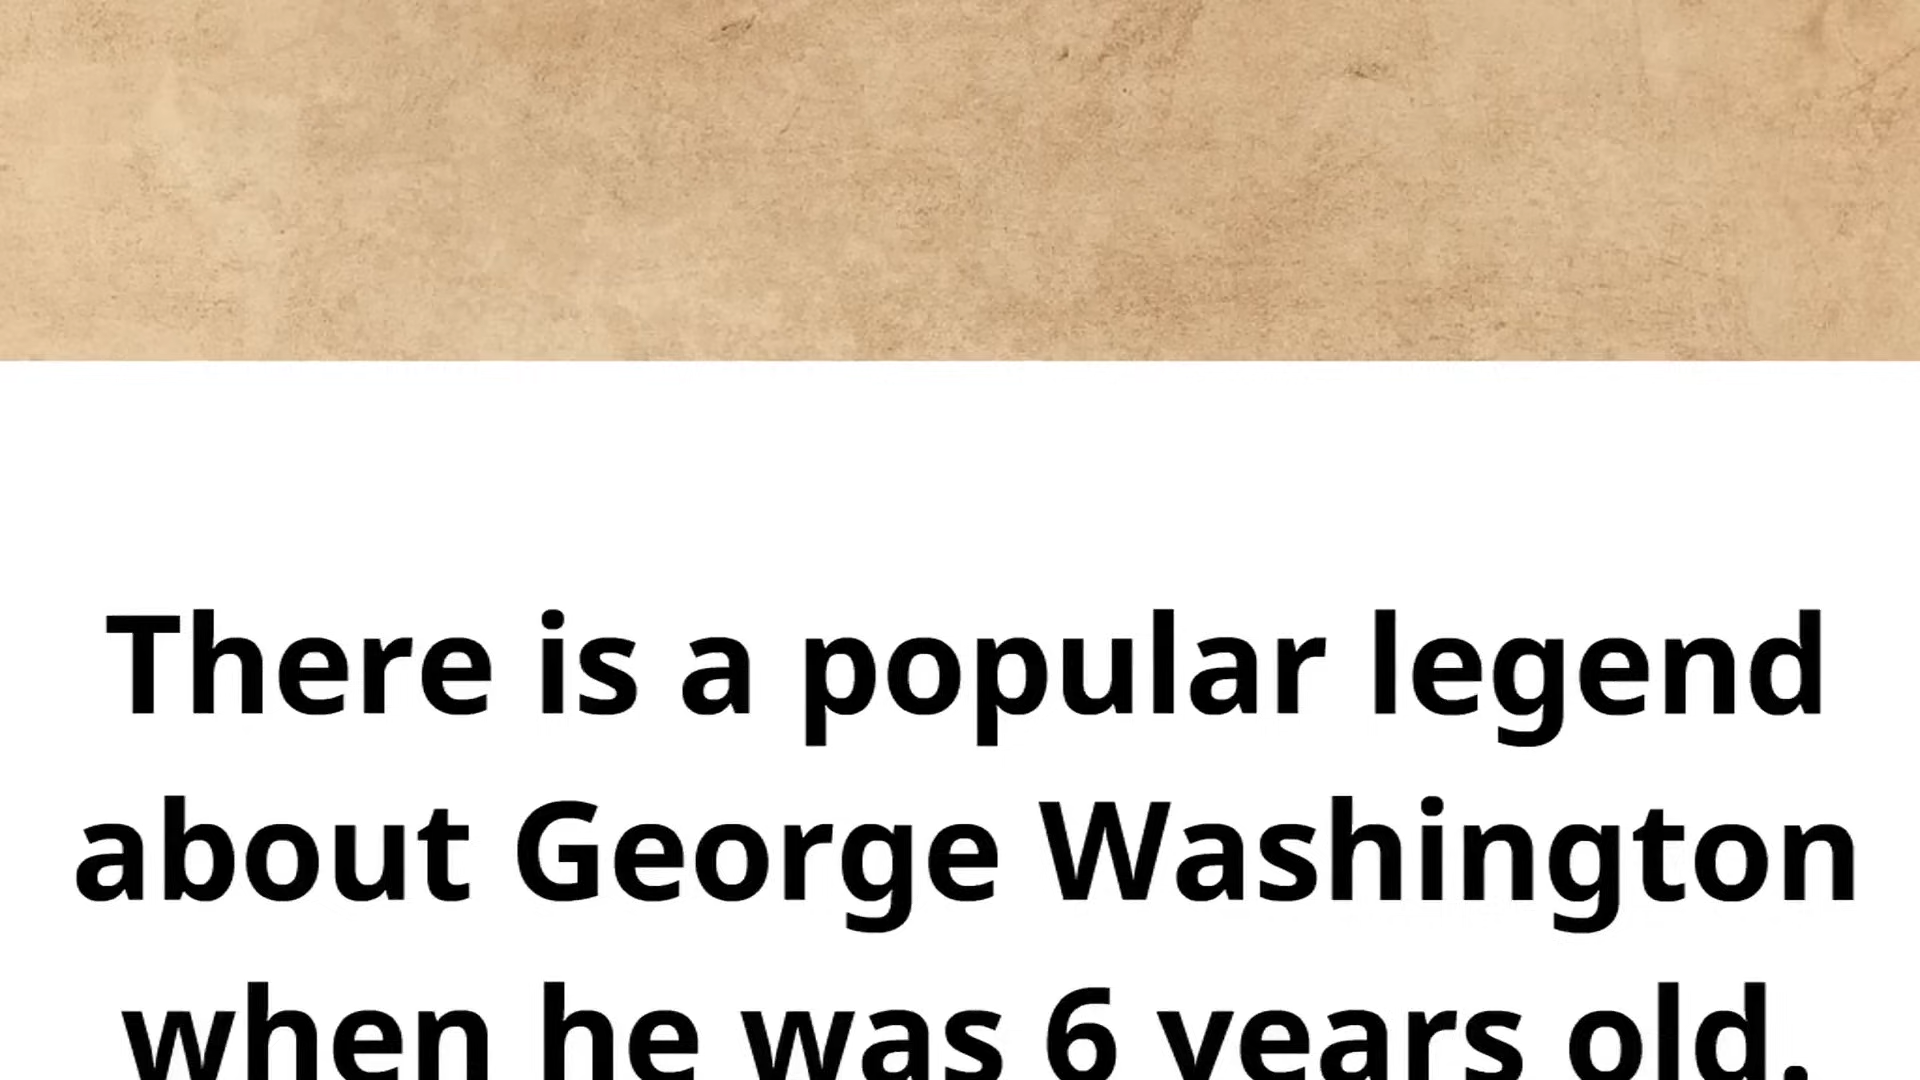 There is a popular legend
about George Washington
when he was 6 years old.